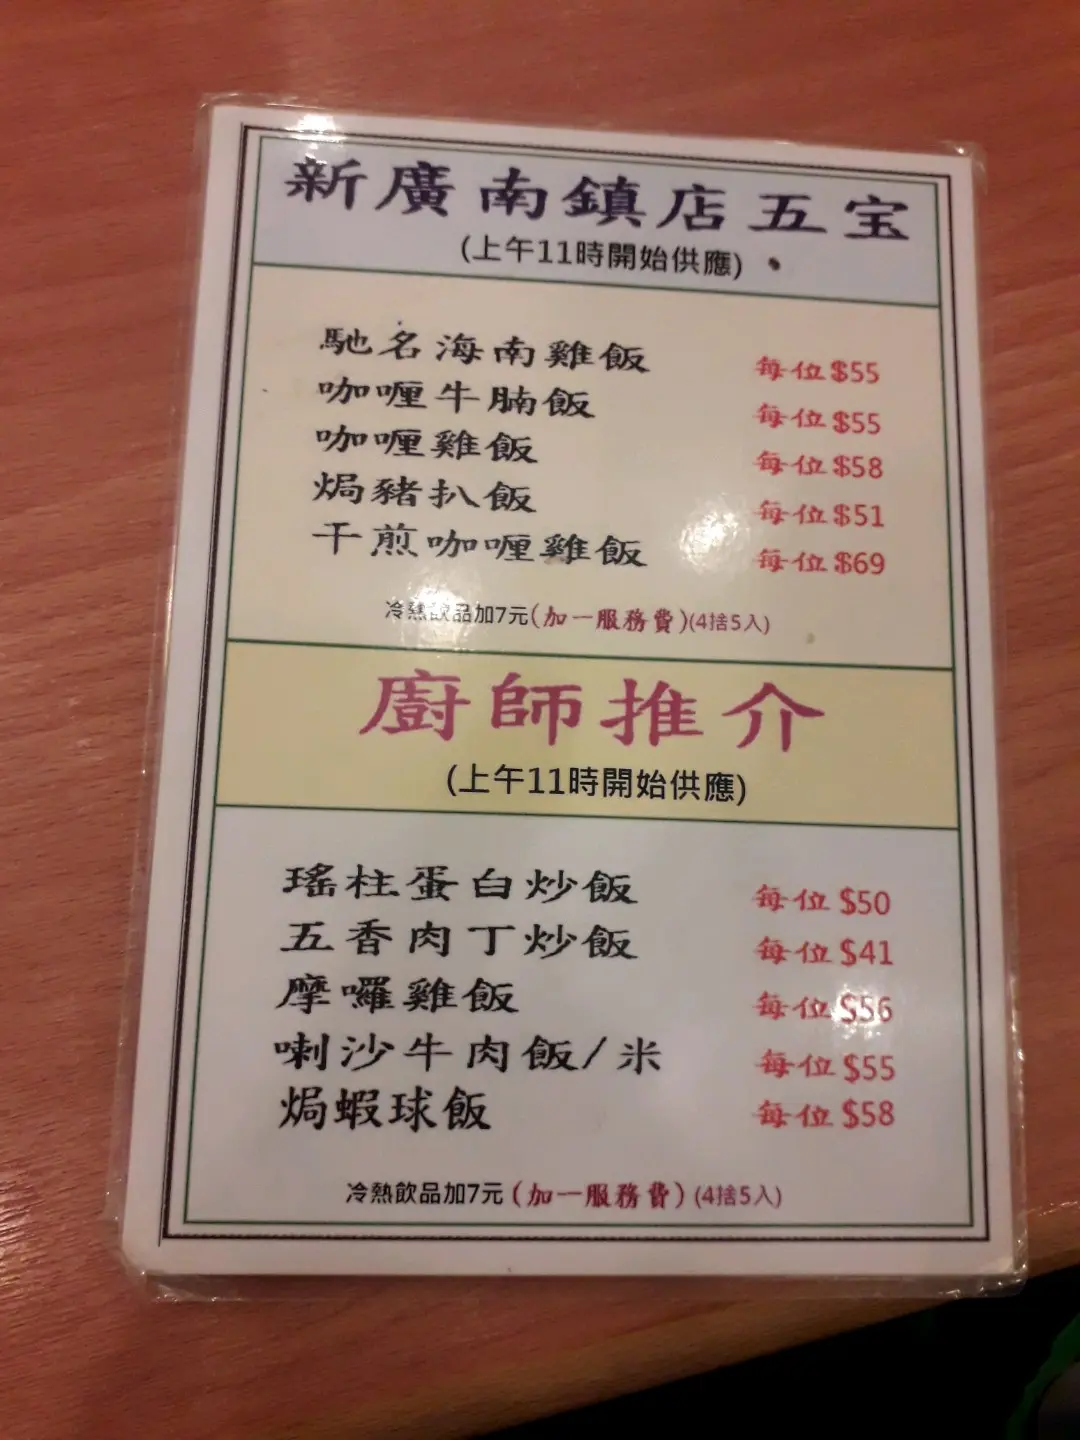 新廣南鎮店五宝
(上午11時開始供應)
馳名海南雞飯 每位$55
咖喱牛腩飯 每位$55
咖喱雞飯 每位$58
焗豬扒飯 每位$51
干煎咖喱雞飯 每位$69
冷熱飲品加7元(加一服務費)(4捨5入)
廚師推介
(上午11時開始供應)
瑤柱蛋白炒飯 每位$50
五香肉丁炒飯 每位$41
摩囉雞飯 每位$56
喇沙牛肉飯/米 每位$55
焗蝦球飯 每位$58
冷熱飲品加7元(加一服務費)(4捨5入)